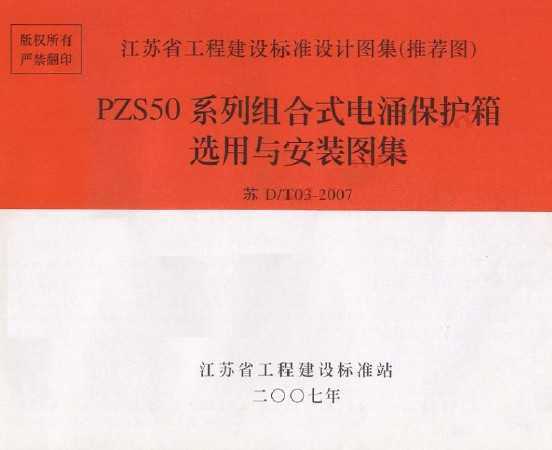 版权所有
严禁翻印
江苏省工程建设标准设计图集(推荐图)
PZS50 系列组合式电涌保护箱
选用与安装图集
苏 D/T03-2007
江苏省工程建设标准站
二〇〇七年